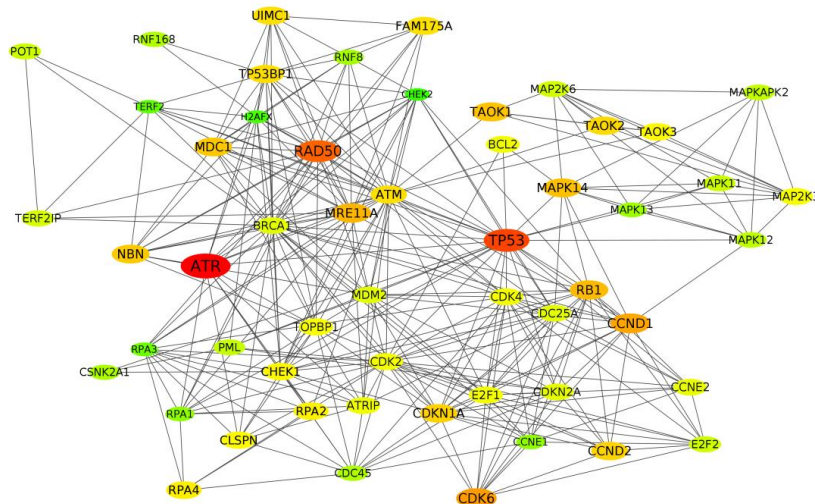 UIMC1
FAM175A
RNF168
POT1
RNF8
TP53BP1
CHEK2
MAP2K6
MAPKAPK2
TERF2
H2AFX
TAOK1
TAOK2
TAOK3
MDC1
RAD50
BCL2
MAPK14
MAPK11
ATM
MAP2K3
TERF2IP
BRCA1
MRE11A
MAPK13
NBN
TP53
MAPK12
ATR
MDM2
CDK4
RB1
CDC25A
CCND1
TOPBP1
RPA3
PML
CSNK2A1
CHEK1
CDK2
CCNE2
E2F1
CDKN2A
RPA1
RPA2
ATRIP
CDKN1A
CLSPN
CCNE1
CCND2
E2F2
CDC45
RPA4
CDK6